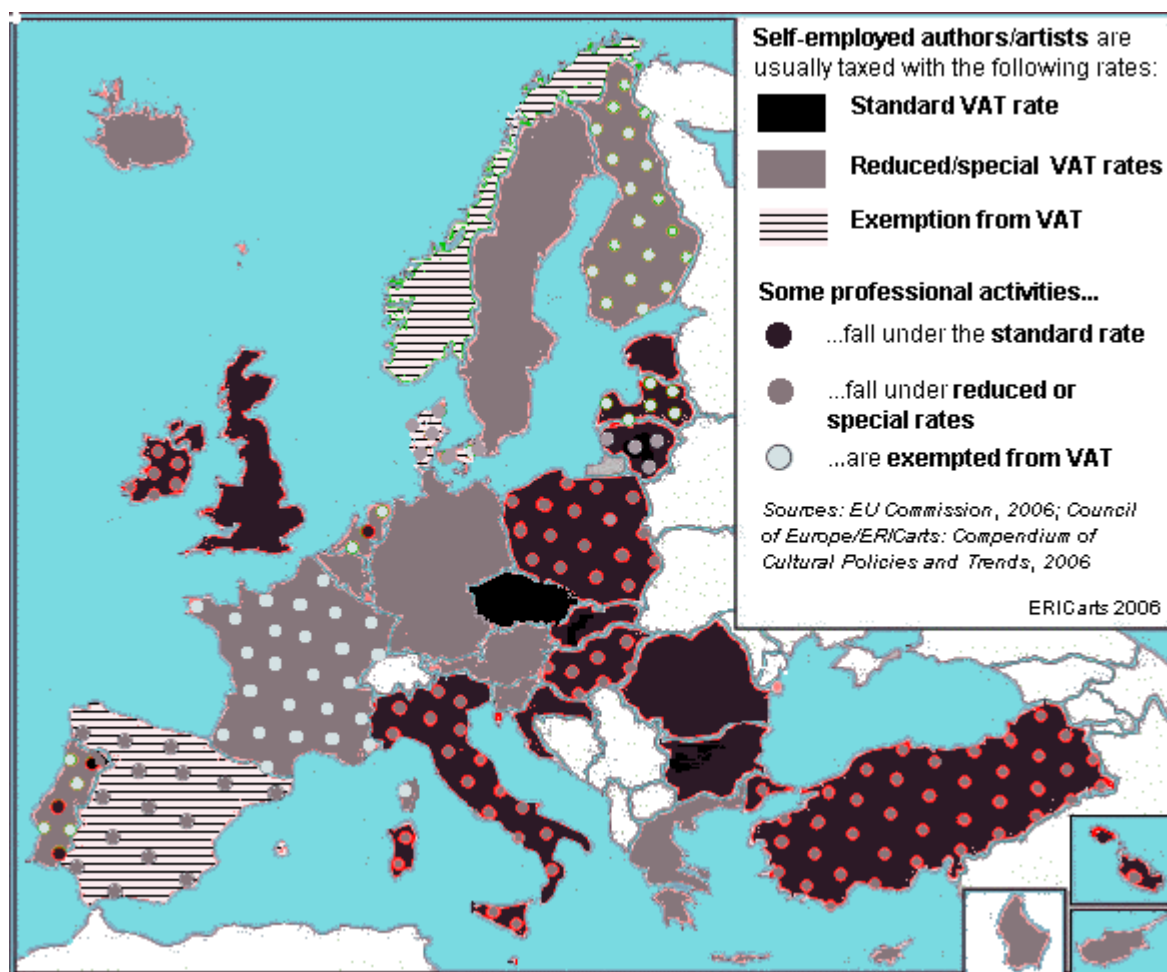 Self-employed authors/artists are
usually taxed with the following rates:
Standard VAT rate
Reduced/special VAT rates
Exemption from VAT
Some professional activities...
...fall under the standard rate
...fall under reduced or
special rates
...are exempted from VAT
Sources: EU Commission, 2006; Council
of Europe/ERICarts: Compendium of
Cultural Policies and Trends, 2006
ERICarts 2006